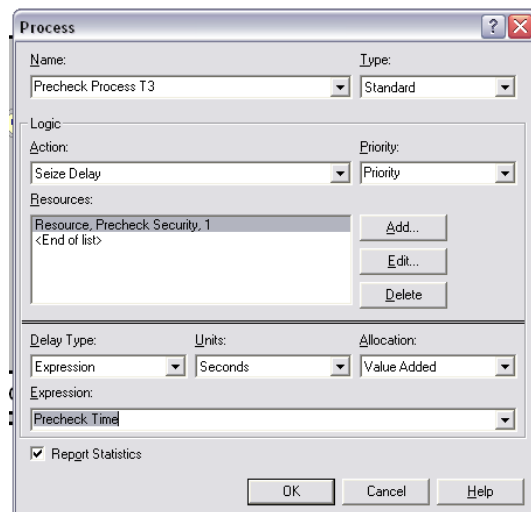 Process
Name: Type:
Precheck Process T3 Standard
Logic
Action: Priority:
Seize Delay Priority
Resources:
Resource, Precheck Security, 1
<End of list>
Add...
Edit...
Delete
Delay Type: Units: Allocation:
Expression Seconds Value Added
Expression:
Precheck Time
Report Statistics
OK Cancel Help